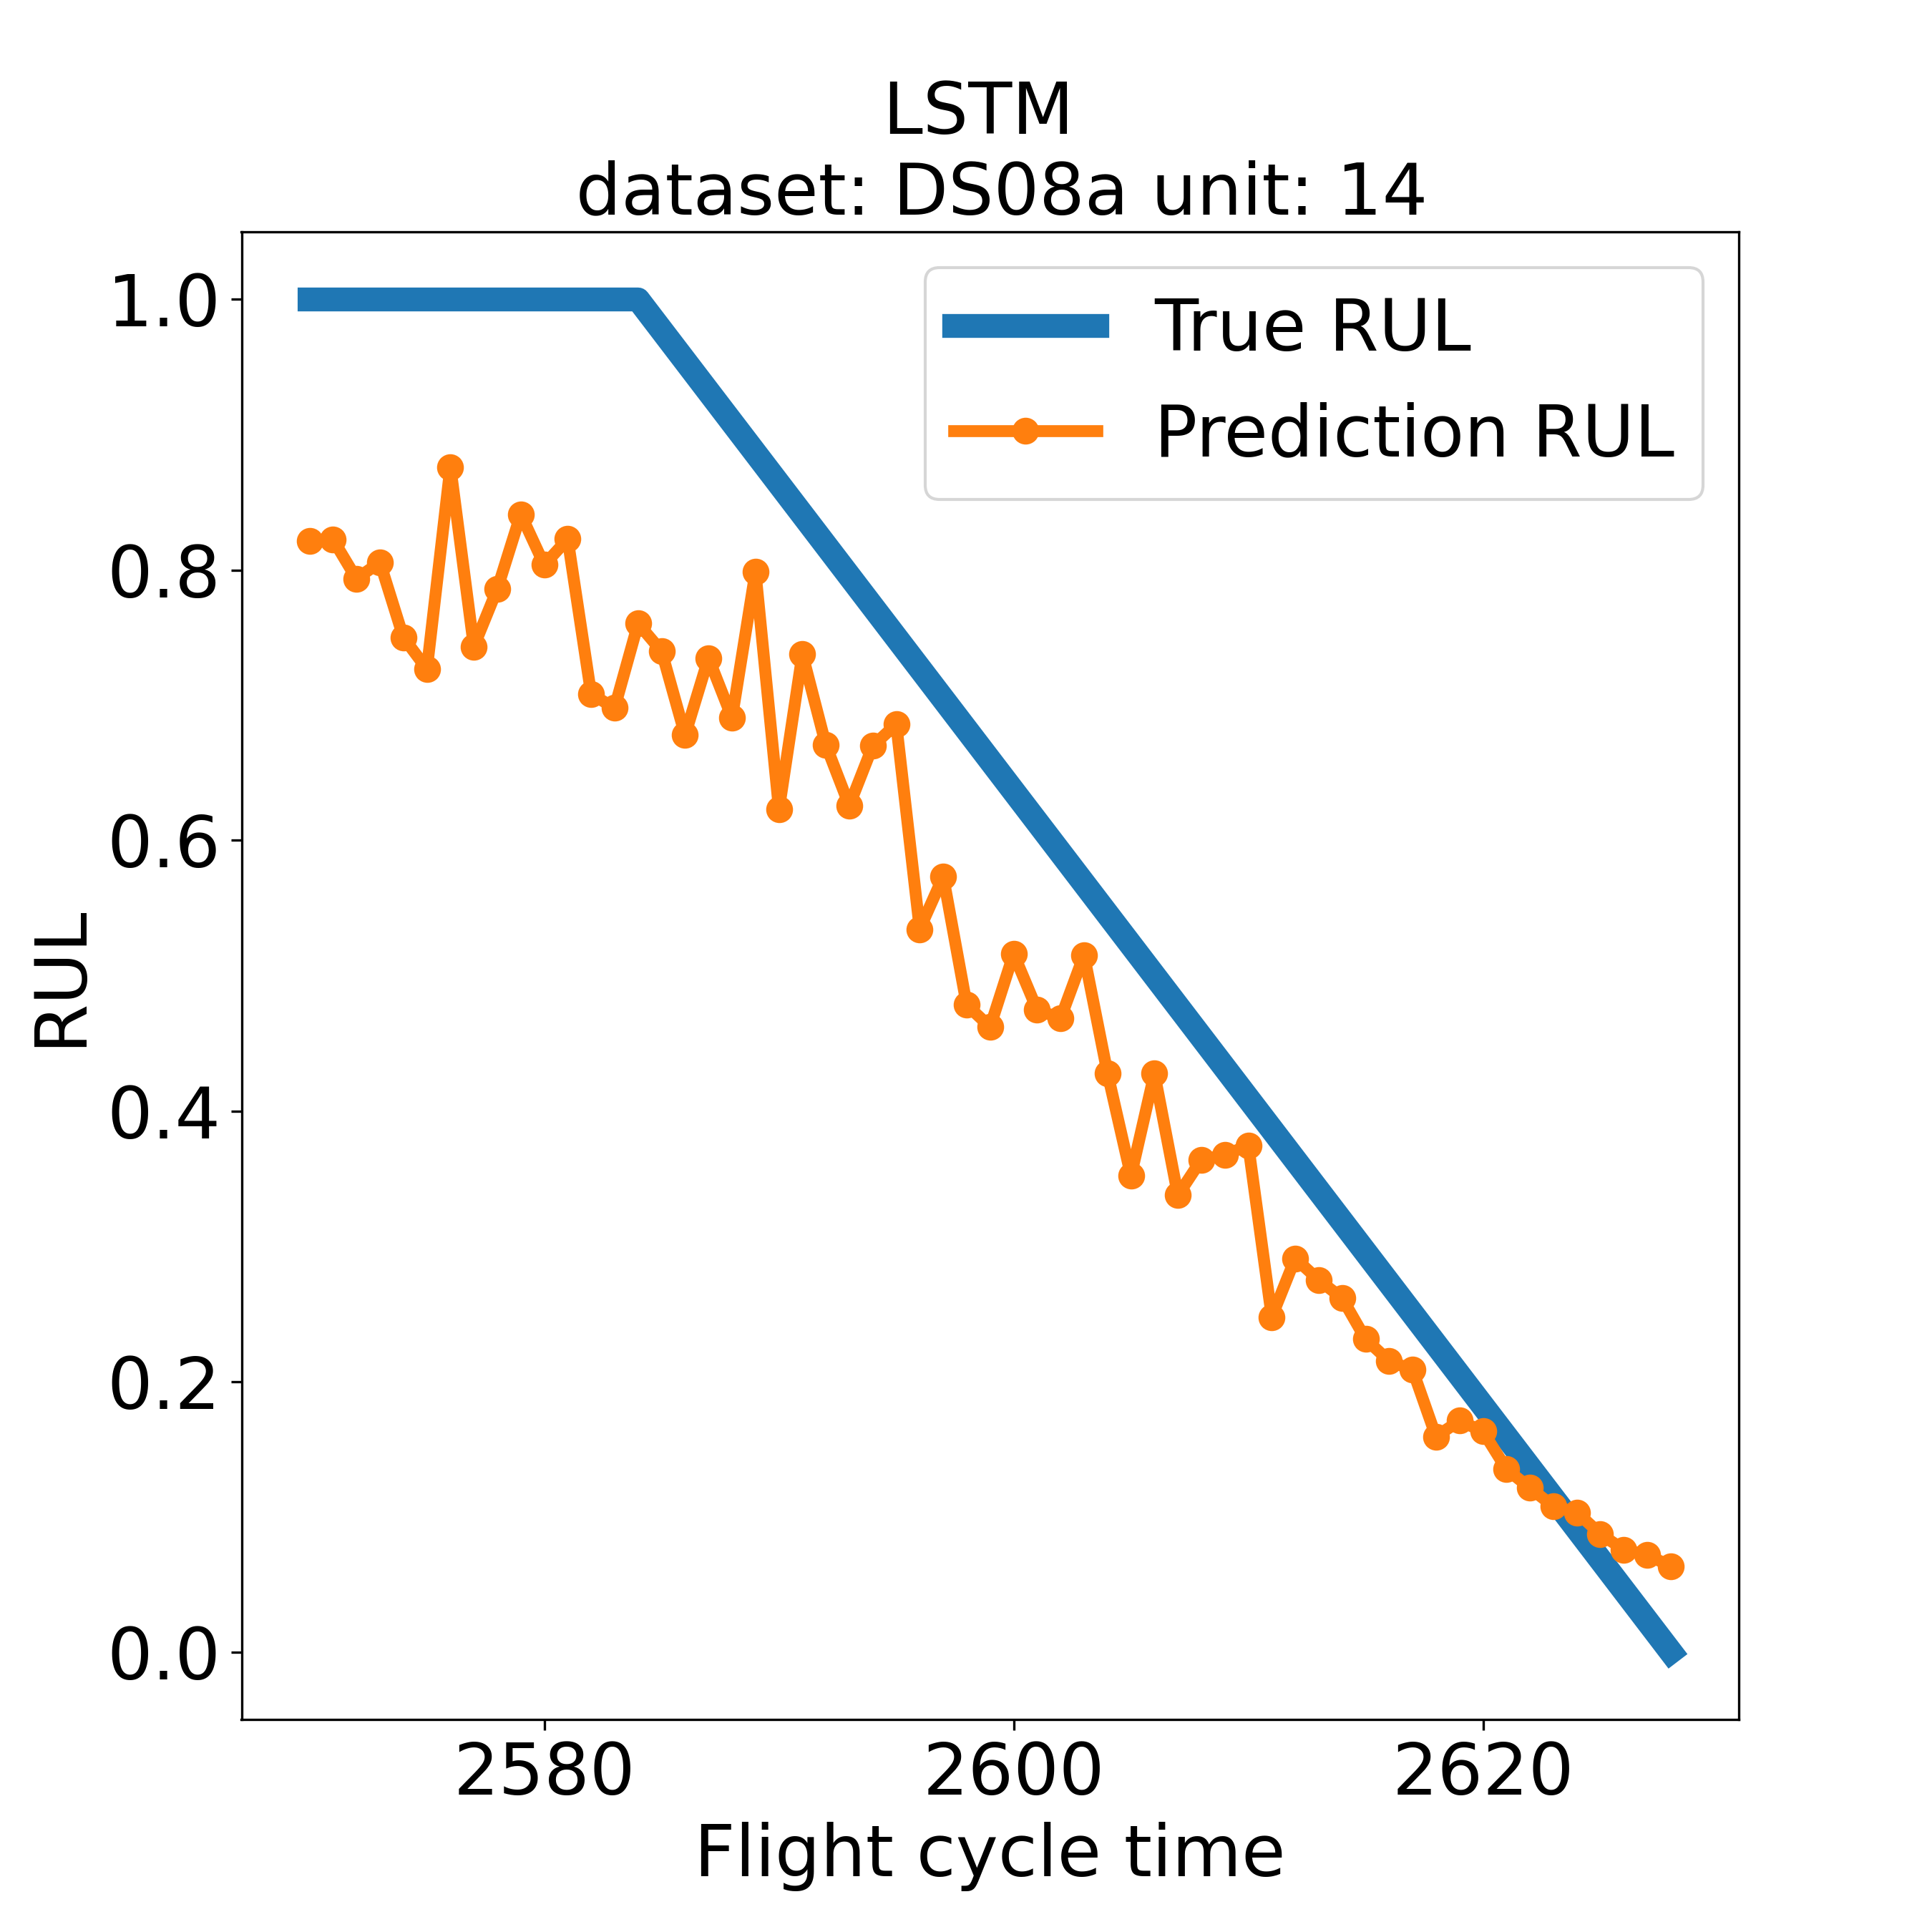 LSTM
dataset: DS08a unit: 14
True RUL
Prediction RUL
1.0
0.8
0.6
0.4
0.2
0.0
RUL
2580 2600 2620
Flight cycle time